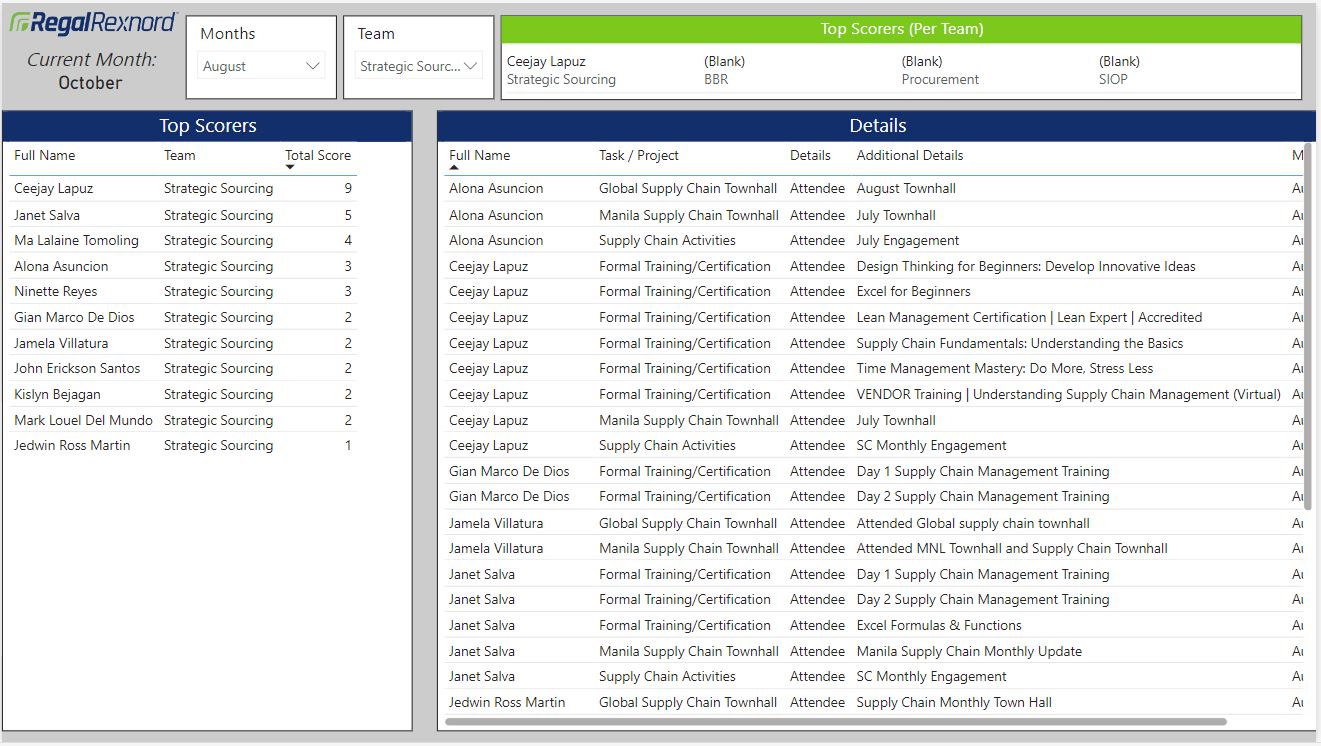 RegalRexnord
Current Month:
October
Months
August
Team
Strategic Sourc...
Top Scorers (Per Team)
Ceejay Lapuz (Blank) (Blank) (Blank)
Strategic Sourcing BBR Procurement SIOP
Top Scorers
Full Name Team Total Score
Ceejay Lapuz Strategic Sourcing 9
Janet Salva Strategic Sourcing 5
Ma Lalaine Tomoling Strategic Sourcing 4
Alona Asuncion Strategic Sourcing 3
Ninette Reyes Strategic Sourcing 3
Gian Marco De Dios Strategic Sourcing 2
Jamela Villatura Strategic Sourcing 2
John Erickson Santos Strategic Sourcing 2
Kislyn Bejagan Strategic Sourcing 2
Mark Louel Del Mundo Strategic Sourcing 2
Jedwin Ross Martin Strategic Sourcing 1
Details
Full Name Task / Project Details Additional Details M
Alona Asuncion Global Supply Chain Townhall Attendee August Townhall Au
Alona Asuncion Manila Supply Chain Townhall Attendee July Townhall Au
Alona Asuncion Supply Chain Activities Attendee July Engagement Au
Ceejay Lapuz Formal Training/Certification Attendee Design Thinking for Beginners: Develop Innovative Ideas Au
Ceejay Lapuz Formal Training/Certification Attendee Excel for Beginners Au
Ceejay Lapuz Formal Training/Certification Attendee Lean Management Certification | Lean Expert | Accredited Au
Ceejay Lapuz Formal Training/Certification Attendee Supply Chain Fundamentals: Understanding the Basics Au
Ceejay Lapuz Formal Training/Certification Attendee Time Management Mastery: Do More, Stress Less Au
Ceejay Lapuz Formal Training/Certification Attendee VENDOR Training | Understanding Supply Chain Management (Virtual) Au
Ceejay Lapuz Manila Supply Chain Townhall Attendee July Townhall Au
Ceejay Lapuz Supply Chain Activities Attendee SC Monthly Engagement Au
Gian Marco De Dios Formal Training/Certification Attendee Day 1 Supply Chain Management Training Au
Gian Marco De Dios Formal Training/Certification Attendee Day 2 Supply Chain Management Training Au
Jamela Villatura Global Supply Chain Townhall Attendee Attended Global supply chain townhall Au
Jamela Villatura Manila Supply Chain Townhall Attendee Attended MNL Townhall and Supply Chain Townhall Au
Janet Salva Formal Training/Certification Attendee Day 1 Supply Chain Management Training Au
Janet Salva Formal Training/Certification Attendee Day 2 Supply Chain Management Training Au
Janet Salva Formal Training/Certification Attendee Excel Formulas & Functions Au
Janet Salva Manila Supply Chain Townhall Attendee Manila Supply Chain Monthly Update Au
Janet Salva Supply Chain Activities Attendee SC Monthly Engagement Au
Jedwin Ross Martin Global Supply Chain Townhall Attendee Supply Chain Monthly Town Hall Au